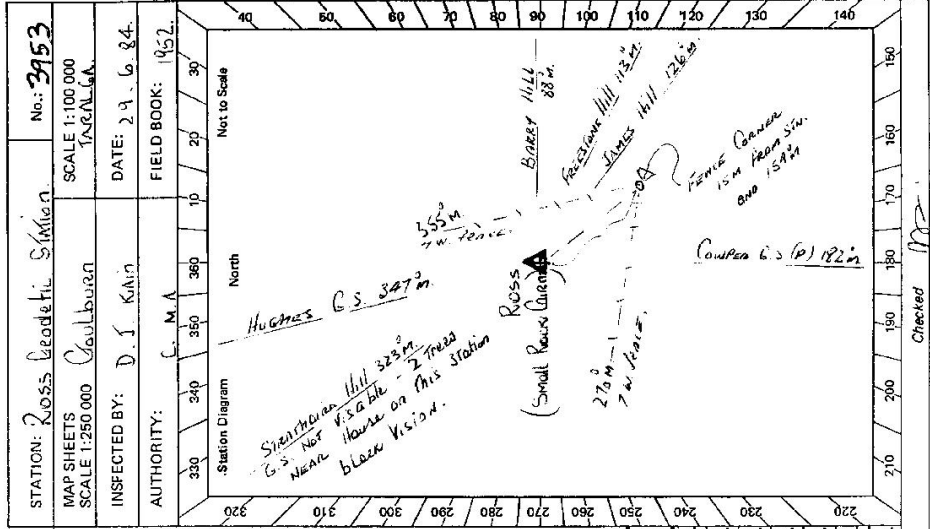 STATION: Ross Geodetic Station.
No.: 3953
MAP SHEETS
SCALE 1:250 000 Goulburn
SCALE 1:100 000
TARALGA
INSPECTED BY: D. J KAIN
DATE: 29.6.84.
AUTHORITY: C. M. A
FIELD BOOK: 1952.
330 340 350 360 10 20 30
Station Diagram
North
Not to Scale
320 310 300 290 280 270 260 250 240 230 220
40 50 60 70 80 90 100 110 120 130 140
210 200 190 180 170 160 150
HUGHES G.S. 347° M.
Strathaird Hill 323° M.
G.S. NOT Visable - 2 Trees
NEAR House on This Station
block Vision.
355° M.
7 W. FENCE.
BARRY HILL
88° M.
FREESTONE Hill 113° M.
JAMES Hill 126° M.
ROSS
(Small Rock Cairn)
270° M
7 W. FENCE.
FENCE CORNER
15 M FROM STN.
AND 154° M
COWPER G.S (P) 182° M
Checked